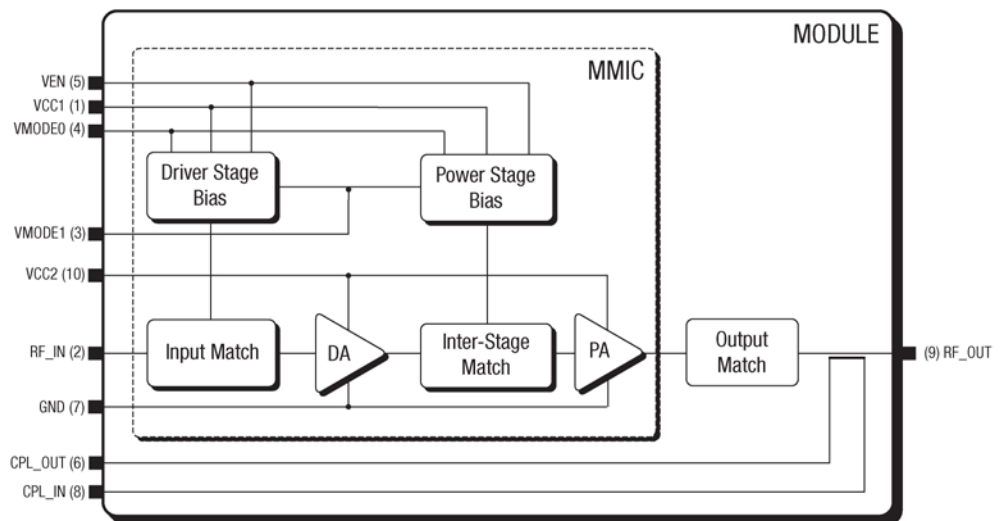 MODULE
MMIC
VEN (5)
VCC1 (1)
VMODE0 (4)
Driver Stage
Bias
Power Stage
Bias
VMODE1 (3)
VCC2 (10)
RF_IN (2)
Input Match
DA
Inter-Stage
Match
PA
Output
Match
(9) RF_OUT
GND (7)
CPL_OUT (6)
CPL_IN (8)